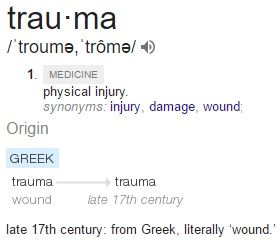 trau·ma
/ˈtroumə,ˈtrômə/
1. MEDICINE
physical injury.
synonyms: injury, damage, wound;
Origin
GREEK
trauma trauma
wound late 17th century
late 17th century: from Greek, literally ‘wound.’